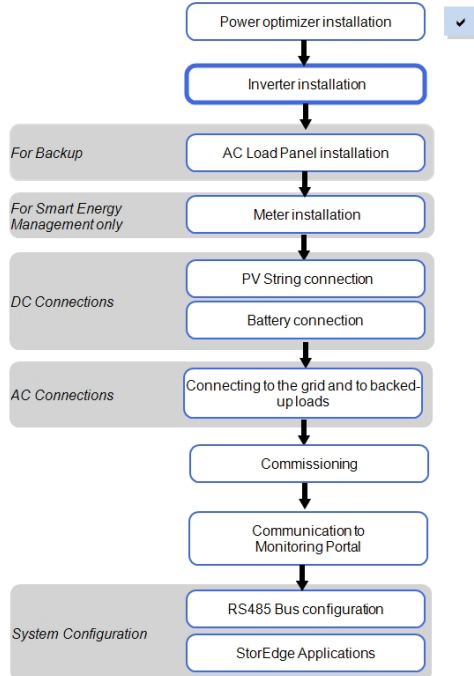 Power optimizer installation
✔
Inverter installation
For Backup
AC Load Panel installation
For Smart Energy
Management only
Meter installation
DC Connections
PV String connection
Battery connection
AC Connections
Connecting to the grid and to backed-
up loads
Commissioning
Communication to
Monitoring Portal
System Configuration
RS485 Bus configuration
StorEdge Applications